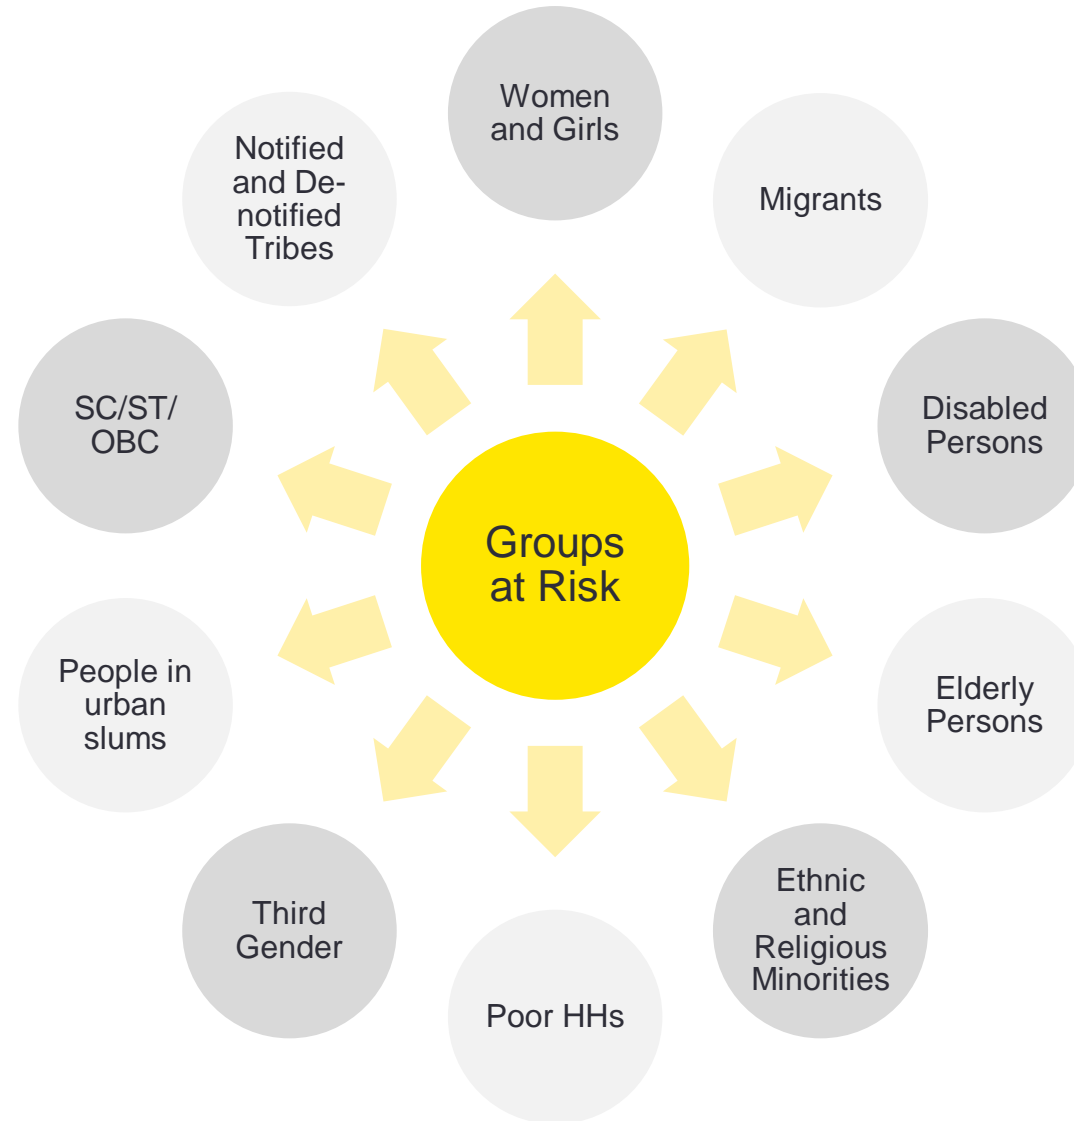 Women
and Girls
Migrants
Disabled
Persons
Elderly
Persons
Ethnic
and
Religious
Minorities
Poor HHs
Third
Gender
People in
urban
slums
SC/ST/
OBC
Notified
and De-
notified
Tribes
Groups
at Risk